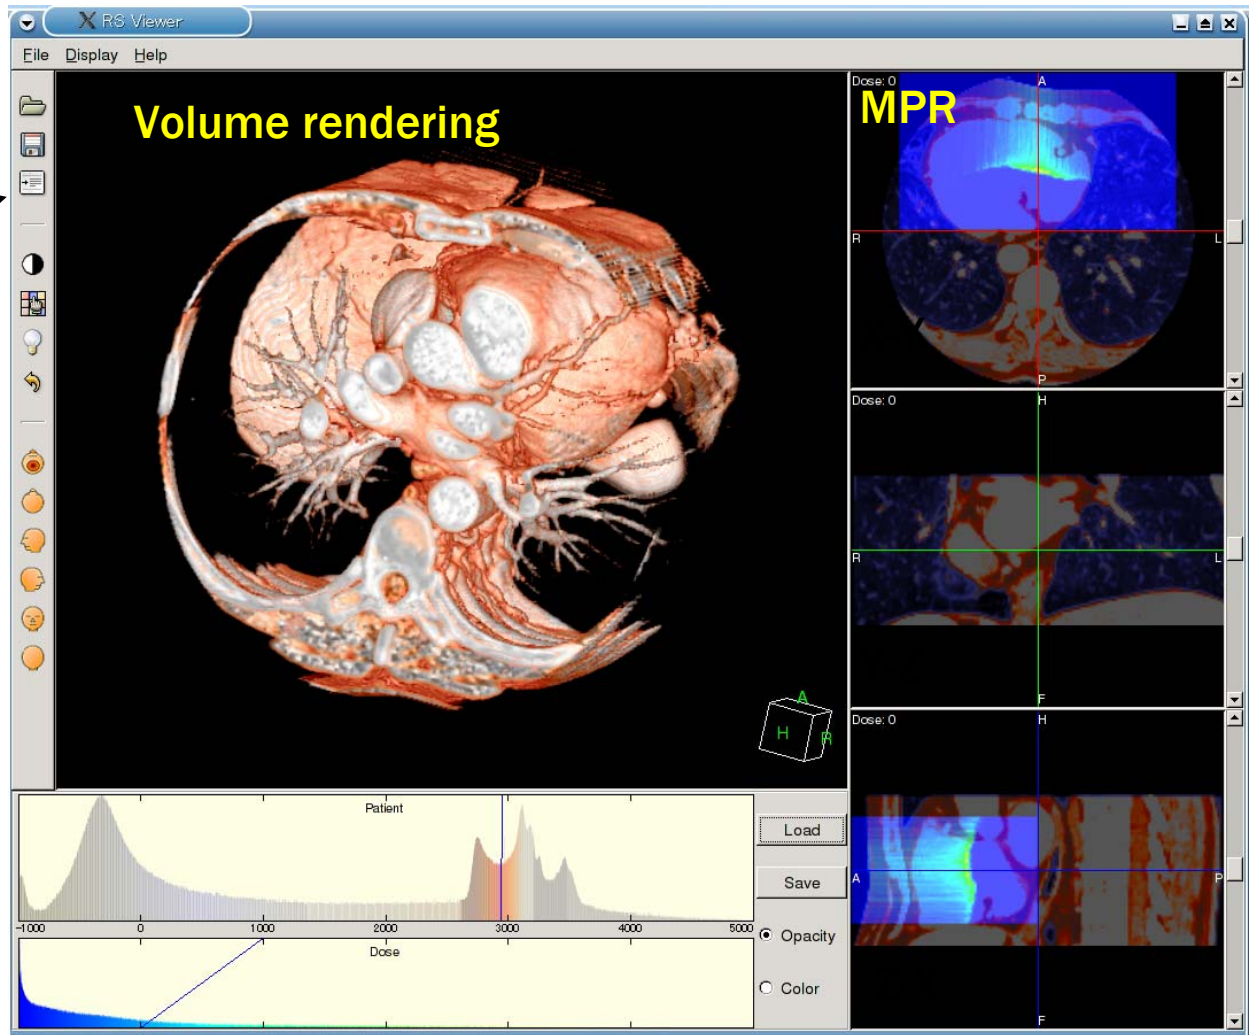 RS Viewer
File Display Help
Volume rendering
A
H
R
Dose: 0
MPR
A
R
L
P
Dose: 0
H
R
L
F
Dose: 0
H
A
P
F
Patient
-1000 0 1000 2000 3000 4000 5000
Dose
Load
Save
Opacity
Color